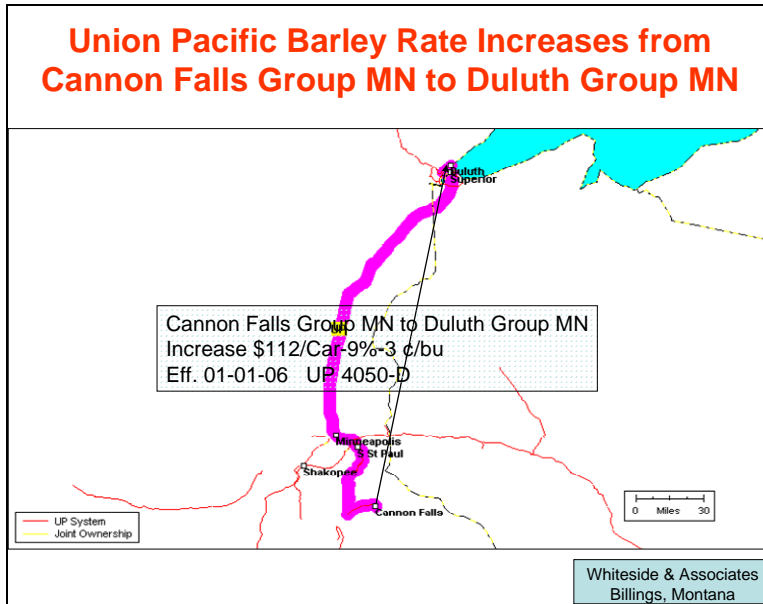 Union Pacific Barley Rate Increases from
Cannon Falls Group MN to Duluth Group MN
Duluth
Superior
Cannon Falls Group MN to Duluth Group MN
UP
Increase $112/Car-9%-3 c/bu
Eff. 01-01-06 UP 4050-D
Minneapolis
S St Paul
Shakopee
Cannon Falls
0 Miles 30
UP System
Joint Ownership
Whiteside & Associates
Billings, Montana